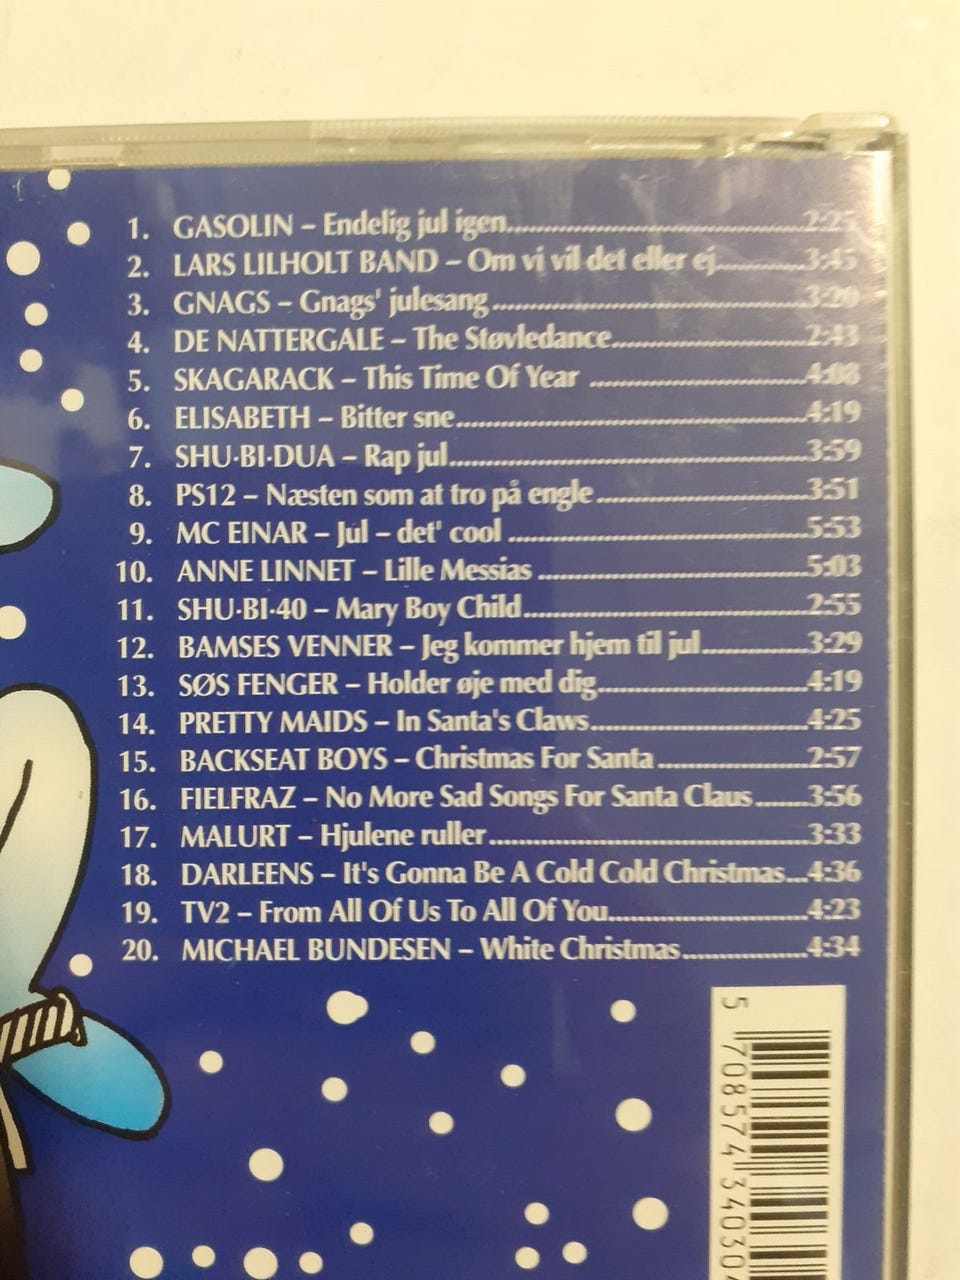 1. GASOLIN – Endelig jul igen..........2:25
2. LARS LILHOLT BAND – Om vi vil det eller ej..........3:45
3. GNAGS – Gnags' julesang..........3:20
4. DE NATTERGALE – The Støvledance..........2:43
5. SKAGARACK – This Time Of Year ..........4:08
6. ELISABETH – Bitter sne..........4:19
7. SHU·BI·DUA – Rap jul..........3:59
8. PS12 – Næsten som at tro på engle..........3:51
9. MC EINAR – Jul – det' cool ..........5:53
10. ANNE LINNET – Lille Messias ..........5:03
11. SHU·BI·40 – Mary Boy Child..........2:55
12. BAMSES VENNER – Jeg kommer hjem til jul..........3:29
13. SØS FENGER – Holder øje med dig..........4:19
14. PRETTY MAIDS – In Santa's Claws..........4:25
15. BACKSEAT BOYS – Christmas For Santa ..........2:57
16. FIELFRAZ – No More Sad Songs For Santa Claus.......3:56
17. MALURT – Hjulene ruller..........3:33
18. DARLEENS – It's Gonna Be A Cold Cold Christmas...4:36
19. TV2 – From All Of Us To All Of You..........4:23
20. MICHAEL BUNDESEN – White Christmas..........4:34
5 708574 34030